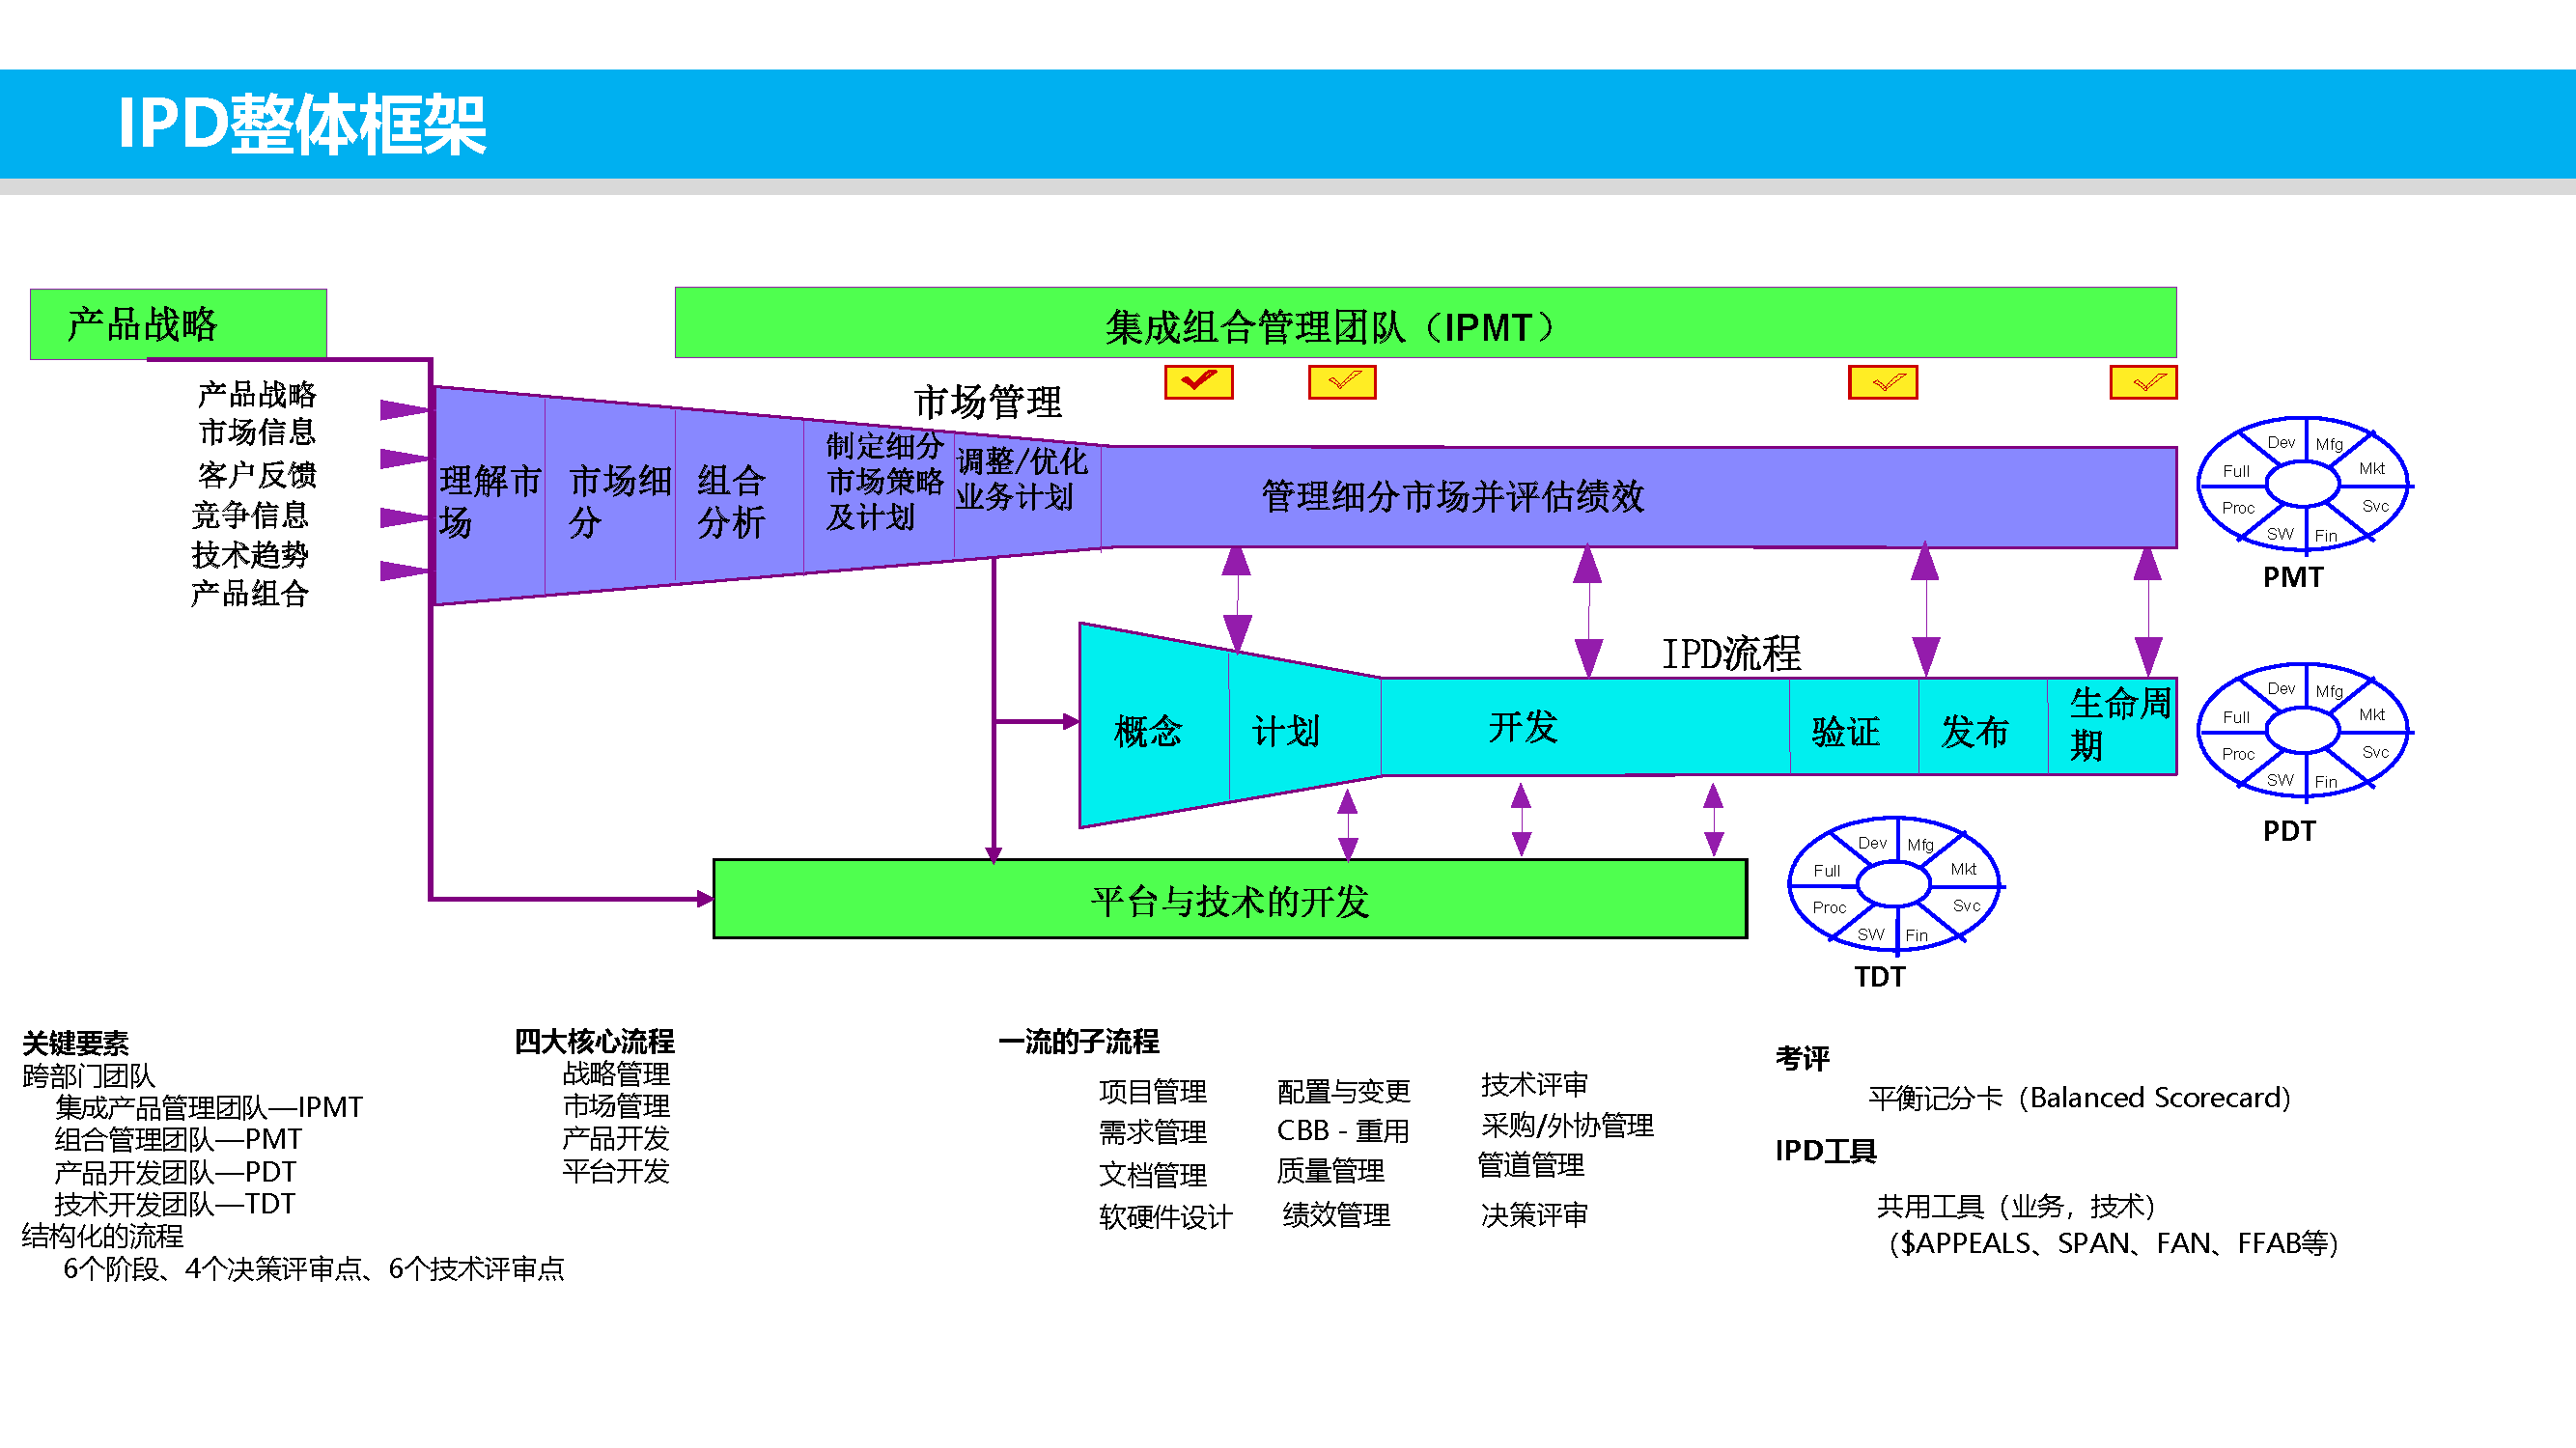 IPD整体框架
产品战略
集成组合管理团队（IPMT）
产品战略
市场信息
客户反馈
竞争信息
技术趋势
产品组合
市场管理
理解市
场
市场细
分
组合
分析
制定细分
市场策略
及计划
调整/优化
业务计划
管理细分市场并评估绩效
Dev
Mfg
Full
Mkt
Proc
Svc
SW
Fin
PMT
IPD流程
概念
计划
开发
验证
发布
生命周
期
Dev
Mfg
Full
Mkt
Proc
Svc
SW
Fin
PDT
平台与技术的开发
Dev
Mfg
Full
Mkt
Proc
Svc
SW
Fin
TDT
关键要素
跨部门团队
集成产品管理团队—IPMT
组合管理团队—PMT
产品开发团队—PDT
技术开发团队—TDT
结构化的流程
6个阶段、4个决策评审点、6个技术评审点
四大核心流程
战略管理
市场管理
产品开发
平台开发
一流的子流程
项目管理
需求管理
文档管理
软硬件设计
配置与变更
CBB - 重用
质量管理
绩效管理
技术评审
采购/外协管理
管道管理
决策评审
考评
平衡记分卡（Balanced Scorecard）
IPD工具
共用工具（业务，技术）
（$APPEALS、SPAN、FAN、FFAB等）